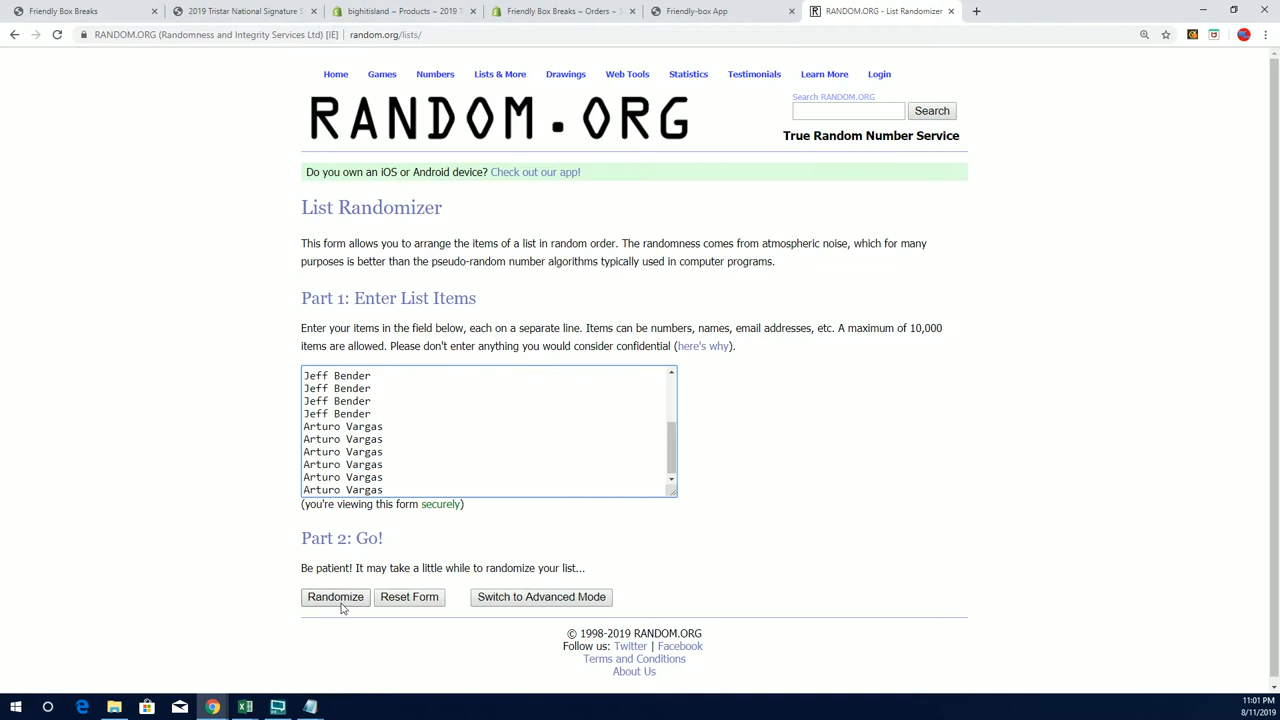 Friendly Box Breaks
2019 Tristar National Signature S
bightisland ~ Products ~ 2019 T
Friendly Box Breaks ~ Orders ~ S
Friendly-box App
RANDOM.ORG - List Randomizer
RANDOM.ORG (Randomness and Integrity Services Ltd) [IE] | random.org/lists/
Home Games Numbers Lists & More Drawings Web Tools Statistics Testimonials Learn More Login
RANDOM.ORG
Search RANDOM.ORG
Search
True Random Number Service
Do you own an iOS or Android device? Check out our app!
List Randomizer
This form allows you to arrange the items of a list in random order. The randomness comes from atmospheric noise, which for many
purposes is better than the pseudo-random number algorithms typically used in computer programs.
Part 1: Enter List Items
Enter your items in the field below, each on a separate line. Items can be numbers, names, email addresses, etc. A maximum of 10,000
items are allowed. Please don't enter anything you would consider confidential (here's why).
Jeff Bender
Jeff Bender
Jeff Bender
Jeff Bender
Arturo Vargas
Arturo Vargas
Arturo Vargas
Arturo Vargas
Arturo Vargas
Arturo Vargas
(you're viewing this form securely)
Part 2: Go!
Be patient! It may take a little while to randomize your list...
Randomize Reset Form Switch to Advanced Mode
© 1998-2019 RANDOM.ORG
Follow us: Twitter | Facebook
Terms and Conditions
About Us
11:01 PM
8/11/2019